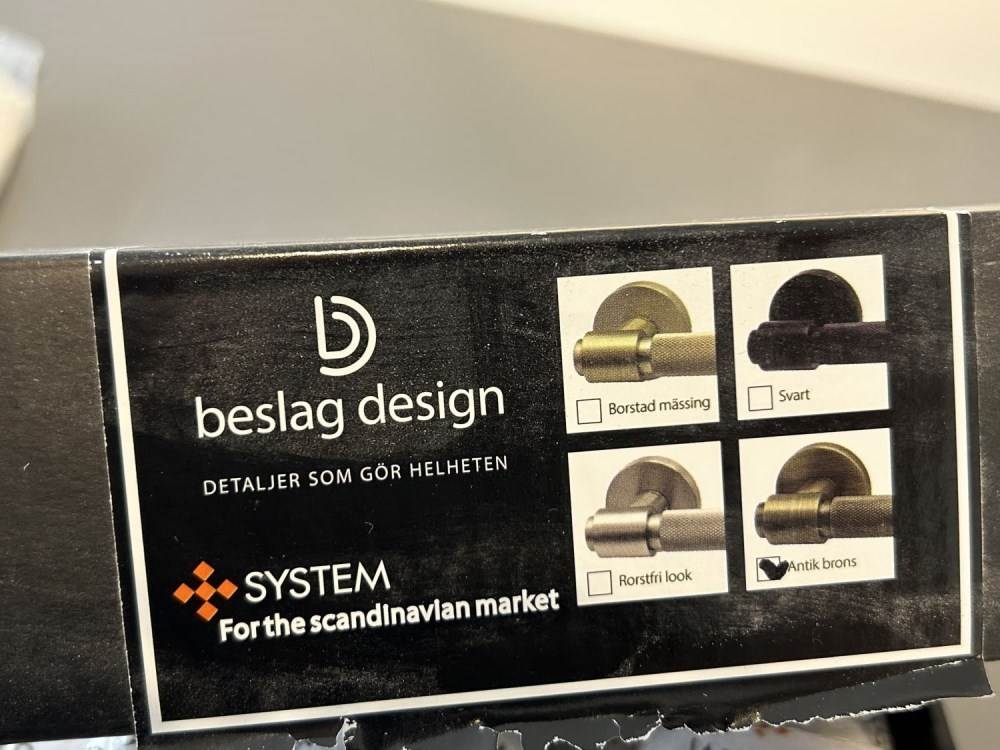 beslag design
DETALJER SOM GÖR HELHETEN
SYSTEM
For the scandinavian market
Borstad mässing
Svart
Rorstfri look
Antik brons